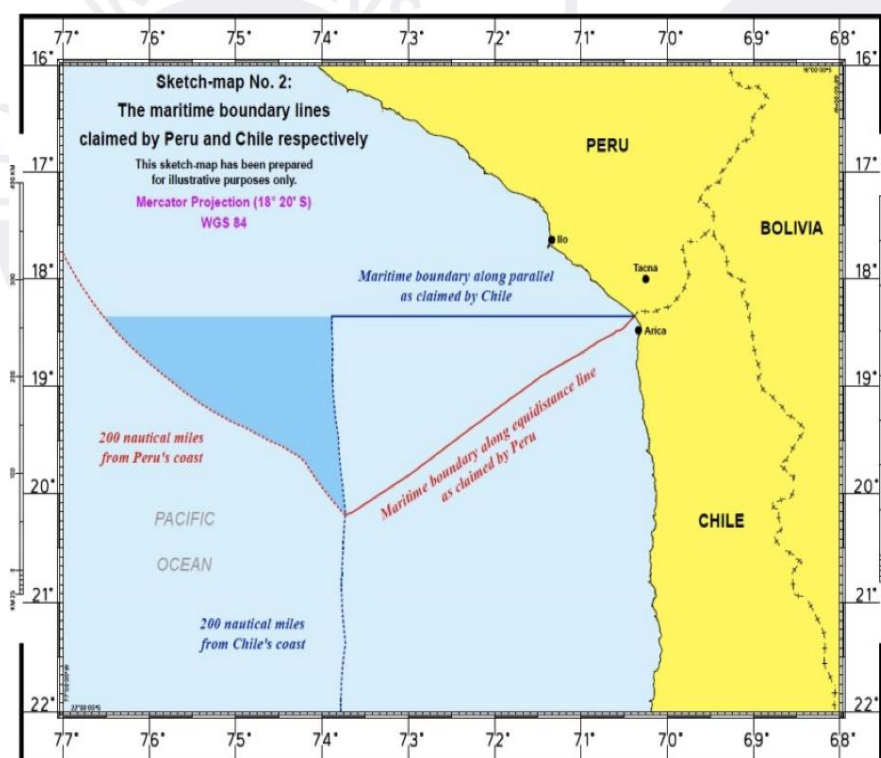 77° 76° 75° 74° 73° 72° 71° 70° 69° 68°
16° 16°
Sketch-map No. 2:
The maritime boundary lines
claimed by Peru and Chile respectively
This sketch-map has been prepared
for illustrative purposes only.
Mercator Projection (18° 20' S)
WGS 84
PERU
17° 17°
BOLIVIA
Ilo
Tacna
18° 18°
Maritime boundary along parallel
as claimed by Chile
Arica
19° 19°
200 nautical miles
from Peru's coast
Maritime boundary along equidistance line
as claimed by Peru
20° 20°
PACIFIC
OCEAN
CHILE
21° 21°
200 nautical miles
from Chile's coast
22° 22°
77° 76° 75° 74° 73° 72° 71° 70° 69° 68°